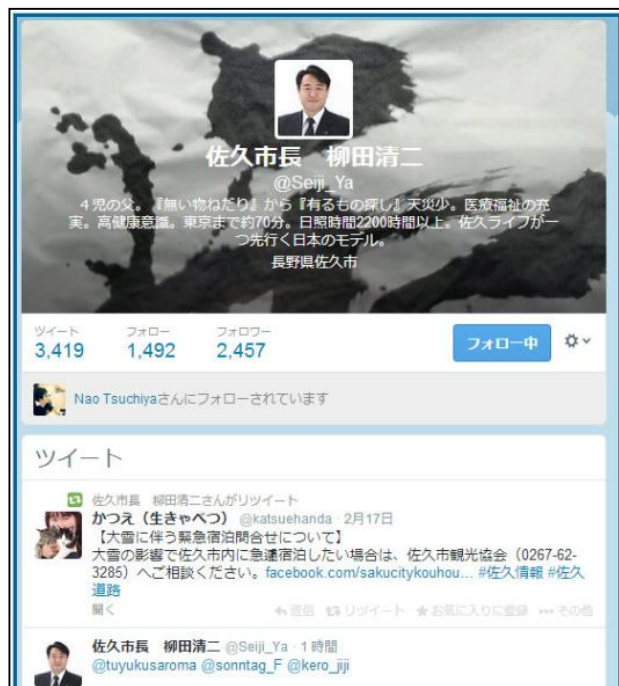 佐久市長　柳田清二
@Seiji_Ya
4児の父。『無い物ねだり』から『有るもの探し』天災少。医療福祉の充
実。高健康意識。東京まで約70分。日照時間2200時間以上。佐久ライフが一
つ先行く日本のモデル。
長野県佐久市
ツイート フォロー フォロワー
3,419 1,492 2,457 フォロー中
Nao Tsuchiyaさんにフォローされています
ツイート
佐久市長　柳田清二さんがリツイート
かつえ（生きゃべつ） @katsuehanda · 2月17日
【大雪に伴う緊急宿泊問合せについて】
大雪の影響で佐久市内に急遽宿泊したい場合は、佐久市観光協会（0267-62-
3285）へご相談ください。facebook.com/sakucitykouhou... #佐久情報 #佐久
道路
開く 返信 リツイート お気に入りに登録 その他
佐久市長　柳田清二 @Seiji_Ya · 1時間
@tuyukusaroma @sonntag_F @kero_jiji